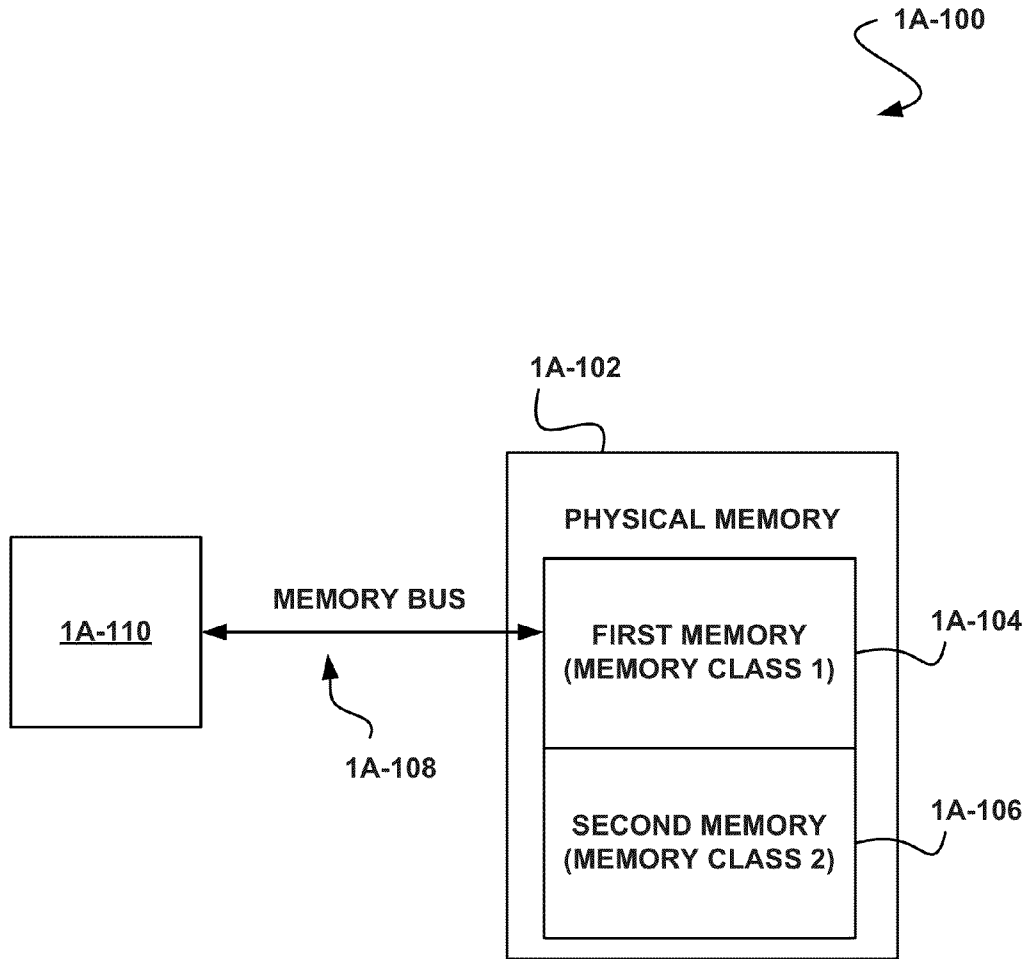 1A-100
1A-102
PHYSICAL MEMORY
MEMORY BUS
1A-110
FIRST MEMORY
(MEMORY CLASS 1)
1A-104
1A-108
SECOND MEMORY
(MEMORY CLASS 2)
1A-106